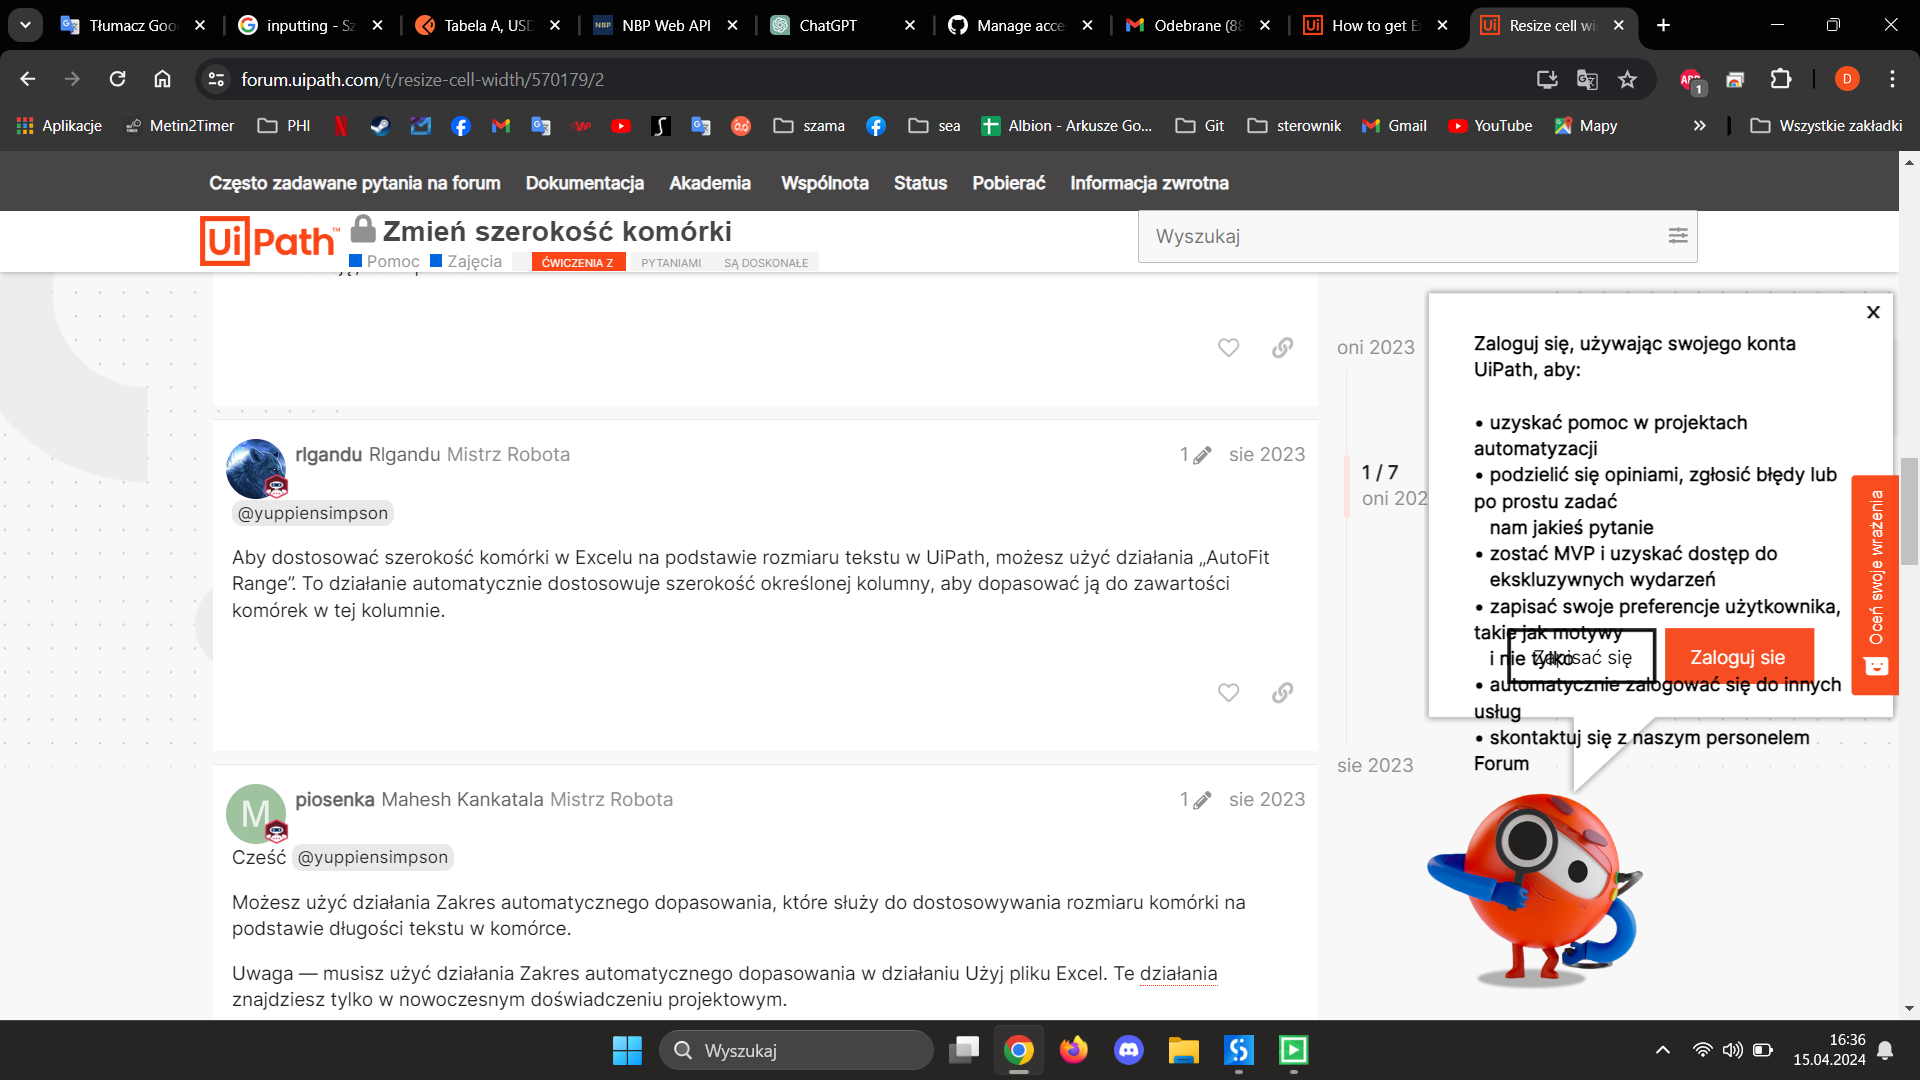 Tłumacz Goo
inputting - Sz
Tabela A, USD
NBP Web API
ChatGPT
Manage acce
Odebrane (88
How to get E
Resize cell wi
forum.uipath.com/t/resize-cell-width/570179/2
D
1
Aplikacje
Metin2Timer
PHI
szama
sea
Albion - Arkusze Go...
Git
sterownik
Gmail
YouTube
Mapy
Wszystkie zakładki
Często zadawane pytania na forum
Dokumentacja
Akademia
Wspólnota
Status
Pobierać
Informacja zwrotna
UiPath™
Zmień szerokość komórki
Pomoc
Zajęcia
ĆWICZENIA Z
PYTANIAMI
SĄ DOSKONAŁE
Wyszukaj
oni 2023
1 / 7
oni 202
sie 2023
rlgandu Rlgandu Mistrz Robota
1
sie 2023
@yuppiensimpson
Aby dostosować szerokość komórki w Excelu na podstawie rozmiaru tekstu w UiPath, możesz użyć działania „AutoFit
Range”. To działanie automatycznie dostosowuje szerokość określonej kolumny, aby dopasować ją do zawartości
komórek w tej kolumnie.
M
piosenka Mahesh Kankatala Mistrz Robota
1
sie 2023
Cześć @yuppiensimpson
Możesz użyć działania Zakres automatycznego dopasowania, które służy do dostosowywania rozmiaru komórki na
podstawie długości tekstu w komórce.
Uwaga — musisz użyć działania Zakres automatycznego dopasowania w działaniu Użyj pliku Excel. Te działania
znajdziesz tylko w nowoczesnym doświadczeniu projektowym.
x
Zaloguj się, używając swojego konta
UiPath, aby:
• uzyskać pomoc w projektach
automatyzacji
• podzielić się opiniami, zgłosić błędy lub
po prostu zadać
nam jakieś pytanie
• zostać MVP i uzyskać dostęp do
ekskluzywnych wydarzeń
• zapisać swoje preferencje użytkownika,
takie jak motywy
i nie tylko
• automatycznie zalogować się do innych
usług
• skontaktuj się z naszym personelem
Forum
Zapisać się
Zaloguj sie
Oceń swoje wrażenia
Wyszukaj
16:36
15.04.2024